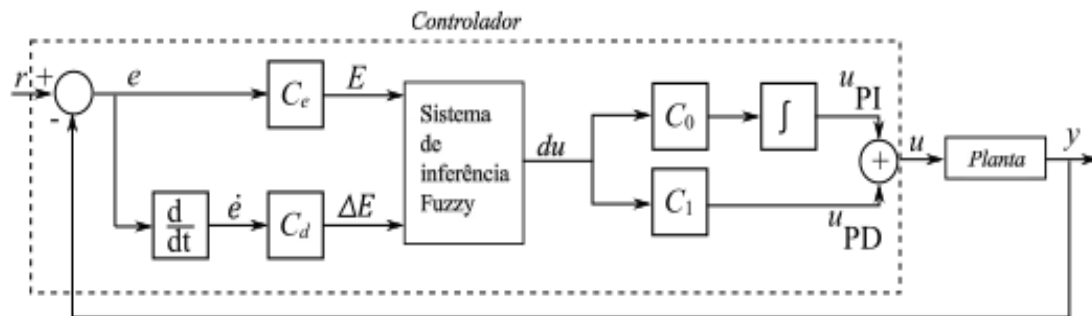 Controlador
r + e C_e E
-
Sistema
de
inferência
Fuzzy
du
C_0 ∫ u_PI
+ u Planta y
C_1 u_PD
d
dt
ė C_d ΔE